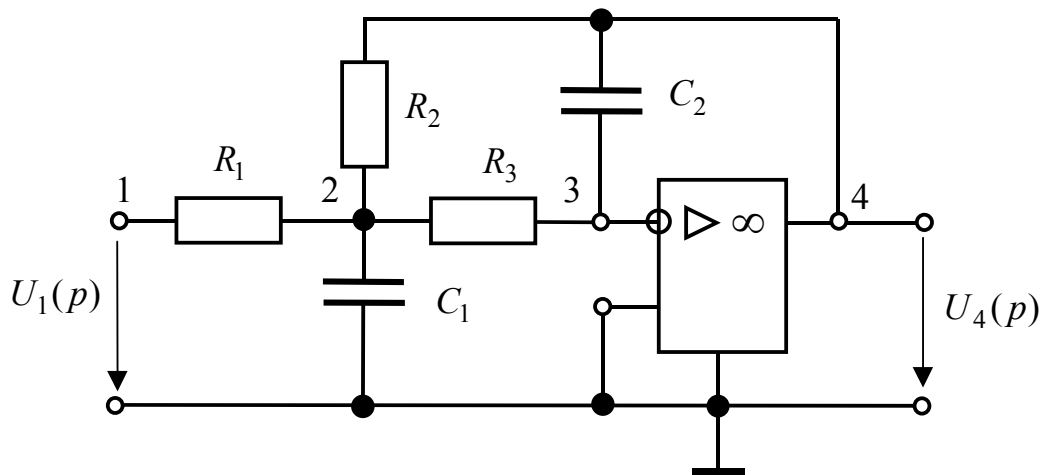 R₂
C₂
1
R₁
2
R₃
3
▷ ∞
4
U₁(p)
C₁
U₄(p)